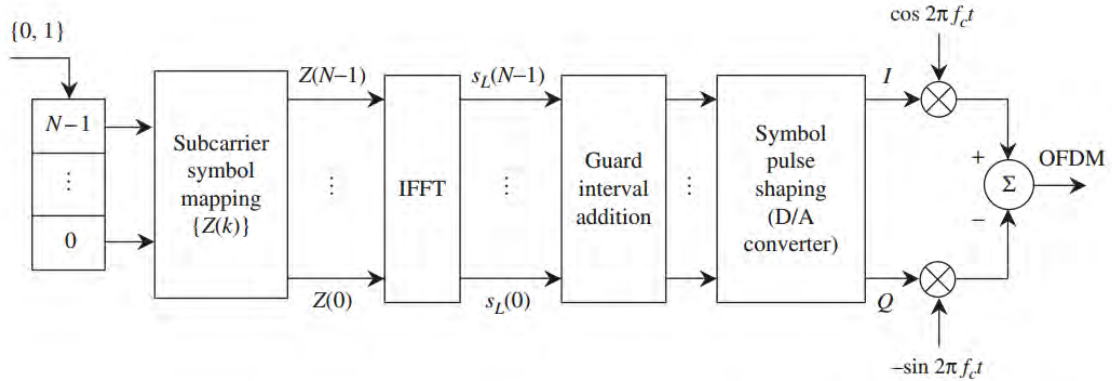 {0, 1}
N–1
⋮
0
Subcarrier
symbol
mapping
{Z(k)}
Z(N–1)
⋮
Z(0)
IFFT
s_L(N–1)
⋮
s_L(0)
Guard
interval
addition
⋮
Symbol
pulse
shaping
(D/A
converter)
I
Q
cos 2π f_c t
+
Σ
–
OFDM
–sin 2π f_c t